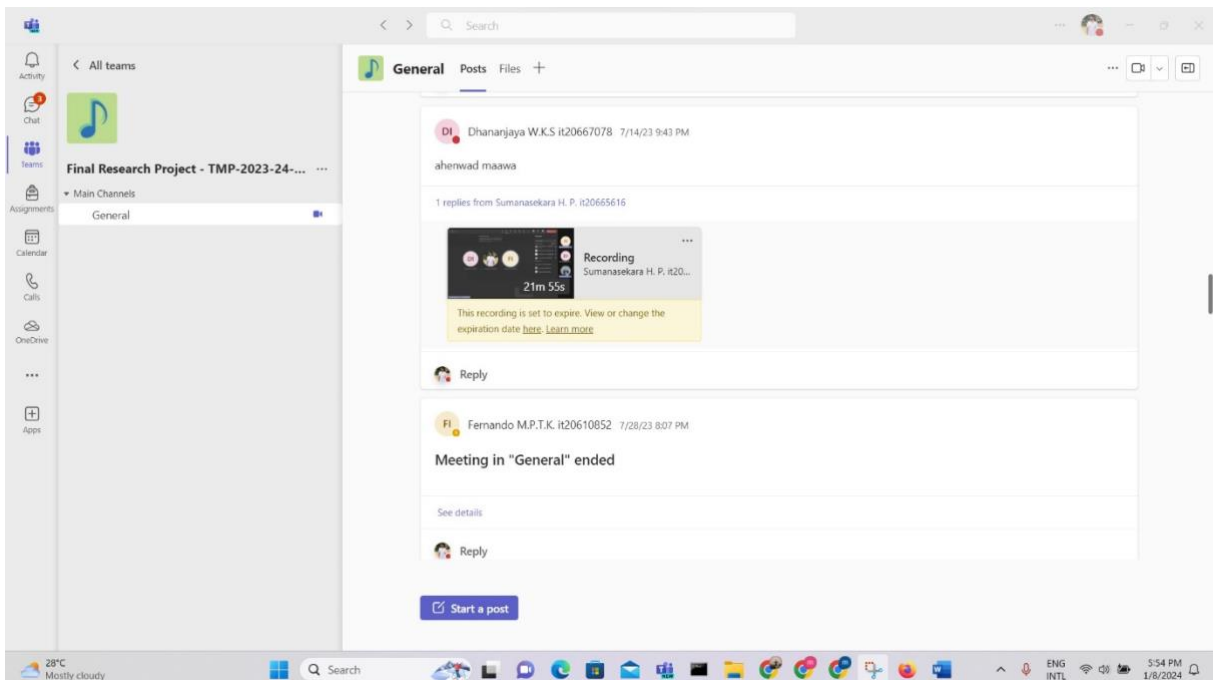 Search
Activity
Chat
3
Teams
Assignments
Calendar
Calls
OneDrive
Apps
All teams
Final Research Project - TMP-2023-24-...
Main Channels
General
General Posts Files
DI Dhananjaya W.K.S it20667078 7/14/23 9:43 PM
ahenwad maawa
1 replies from Sumanasekara H. P. it20665616
21m 55s
Recording
Sumanasekara H. P. it20...
This recording is set to expire. View or change the
expiration date here. Learn more
Reply
FI Fernando M.P.T.K. it20610852 7/28/23 8:07 PM
Meeting in "General" ended
See details
Reply
Start a post
28°C
Mostly cloudy
Search
ENG
INTL
5:54 PM
1/8/2024